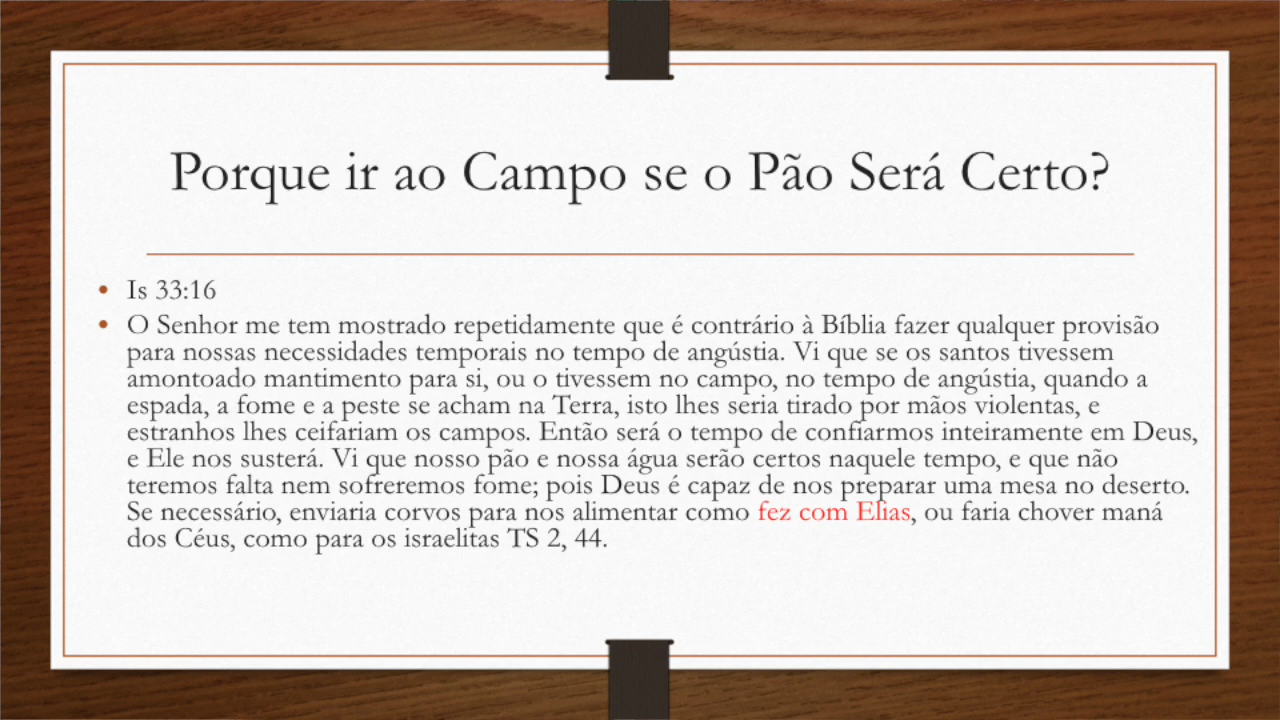 Porque ir ao Campo se o Pão Será Certo?
• Is 33:16
• O Senhor me tem mostrado repetidamente que é contrário à Bíblia fazer qualquer provisão
para nossas necessidades temporais no tempo de angústia. Vi que se os santos tivessem
amontoado mantimento para si, ou o tivessem no campo, no tempo de angústia, quando a
espada, a fome e a peste se acham na Terra, isto lhes seria tirado por mãos violentas, e
estranhos lhes ceifariam os campos. Então será o tempo de confiarmos inteiramente em Deus,
e Ele nos susterá. Vi que nosso pão e nossa água serão certos naquele tempo, e que não
teremos falta nem sofreremos fome; pois Deus é capaz de nos preparar uma mesa no deserto.
Se necessário, enviaria corvos para nos alimentar como fez com Elias, ou faria chover maná
dos Céus, como para os israelitas TS 2, 44.